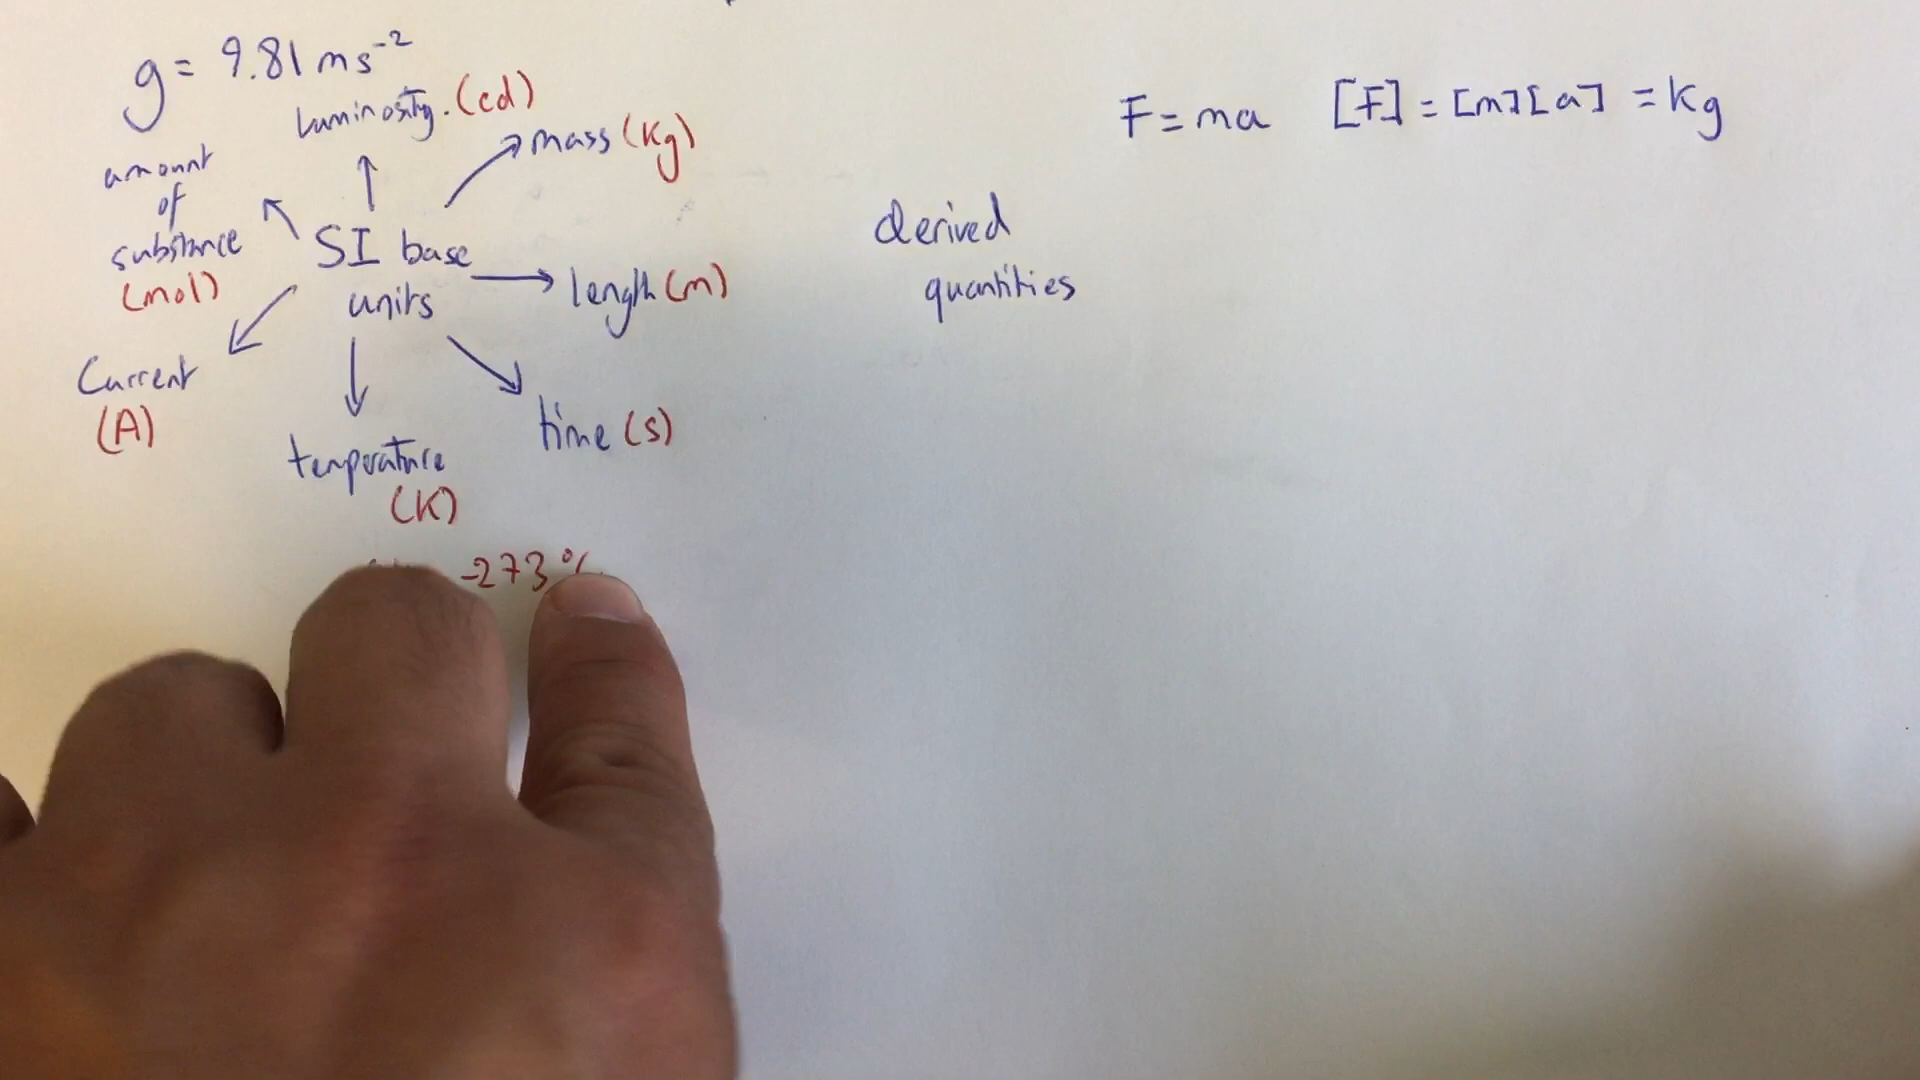 g = 9.81 ms⁻²
luminosity. (cd)
mass (kg)
amount
of
substance
(mol)
SI base
units
length (m)
Current
(A)
temperature
(K)
time (s)
-273°
F = ma [F] = [m][a] = kg
derived
quantities